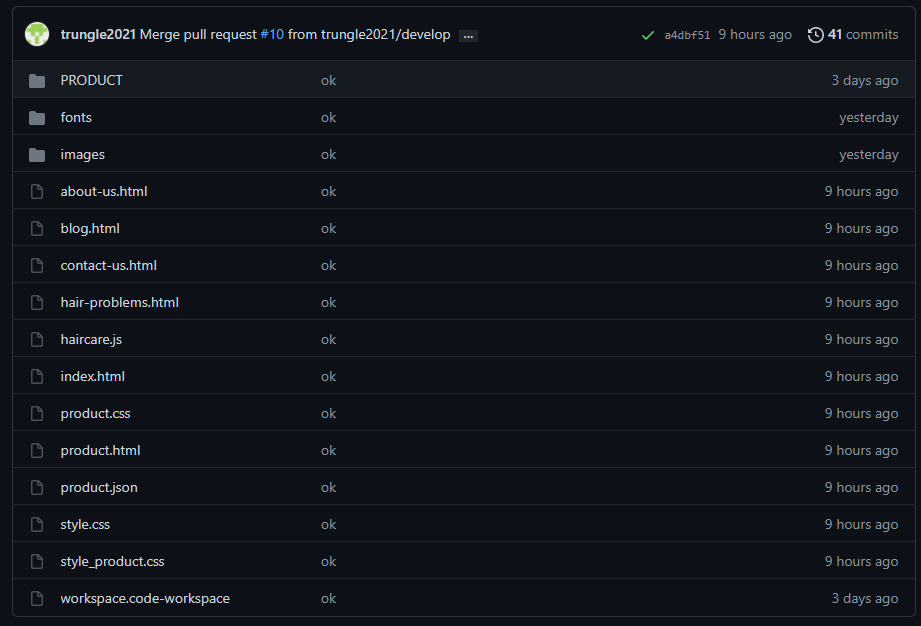 trungle2021 Merge pull request #10 from trungle2021/develop ... a4dbf51 9 hours ago 41 commits
PRODUCT ok 3 days ago
fonts ok yesterday
images ok yesterday
about-us.html ok 9 hours ago
blog.html ok 9 hours ago
contact-us.html ok 9 hours ago
hair-problems.html ok 9 hours ago
haircare.js ok 9 hours ago
index.html ok 9 hours ago
product.css ok 9 hours ago
product.html ok 9 hours ago
product.json ok 9 hours ago
style.css ok 9 hours ago
style_product.css ok 9 hours ago
workspace.code-workspace ok 3 days ago